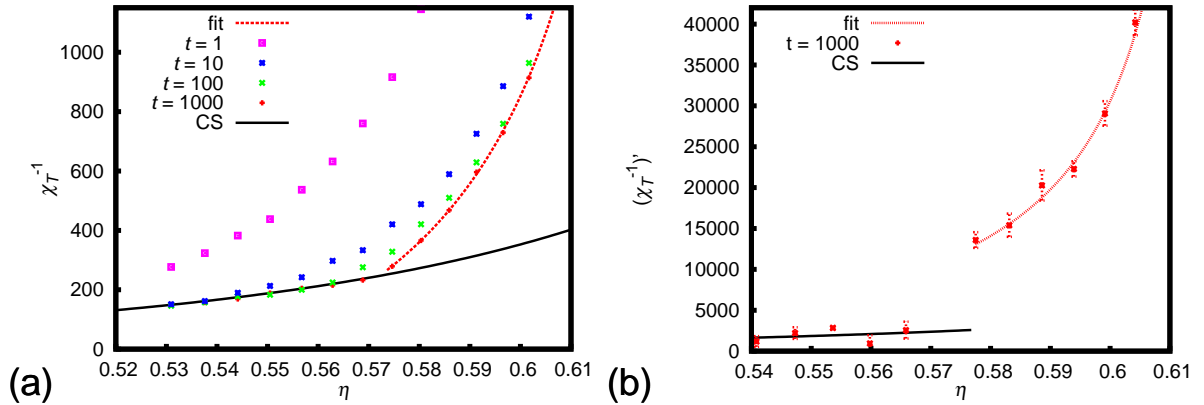 fit
t = 1
t = 10
t = 100
t = 1000
CS
χT-1
1000
800
600
400
200
0
0.52 0.53 0.54 0.55 0.56 0.57 0.58 0.59 0.6 0.61
η
(a)
fit
t = 1000
CS
(χT-1)’
40000
35000
30000
25000
20000
15000
10000
5000
0
0.54 0.55 0.56 0.57 0.58 0.59 0.6 0.61
η
(b)